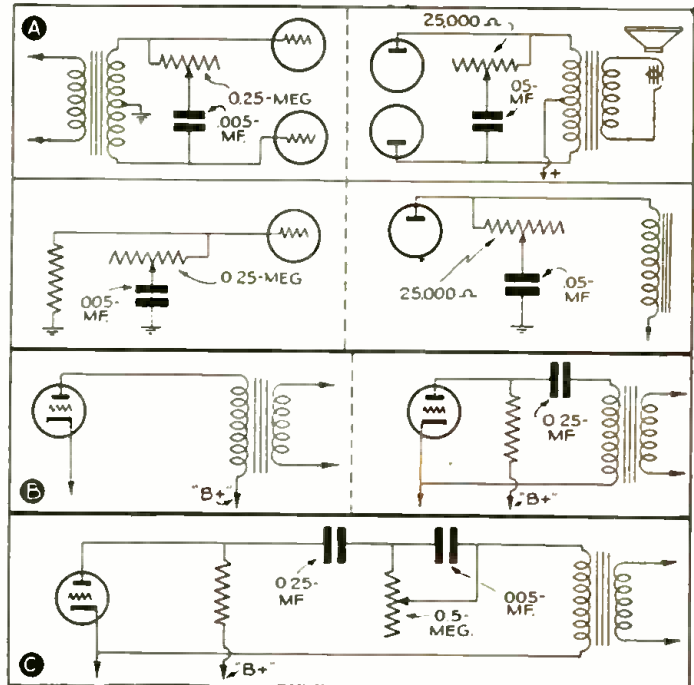 A
0.25-MEG
.005-
MF.
25,000 Ω
.05-
MF.
+
0.25-MEG
.005-
MF.
25,000 Ω
.05-
MF.
B
"B+"
0.25-
MF.
"B+"
C
0.25-
MF.
0.5-
MEG.
.005-
MF.
"B+"